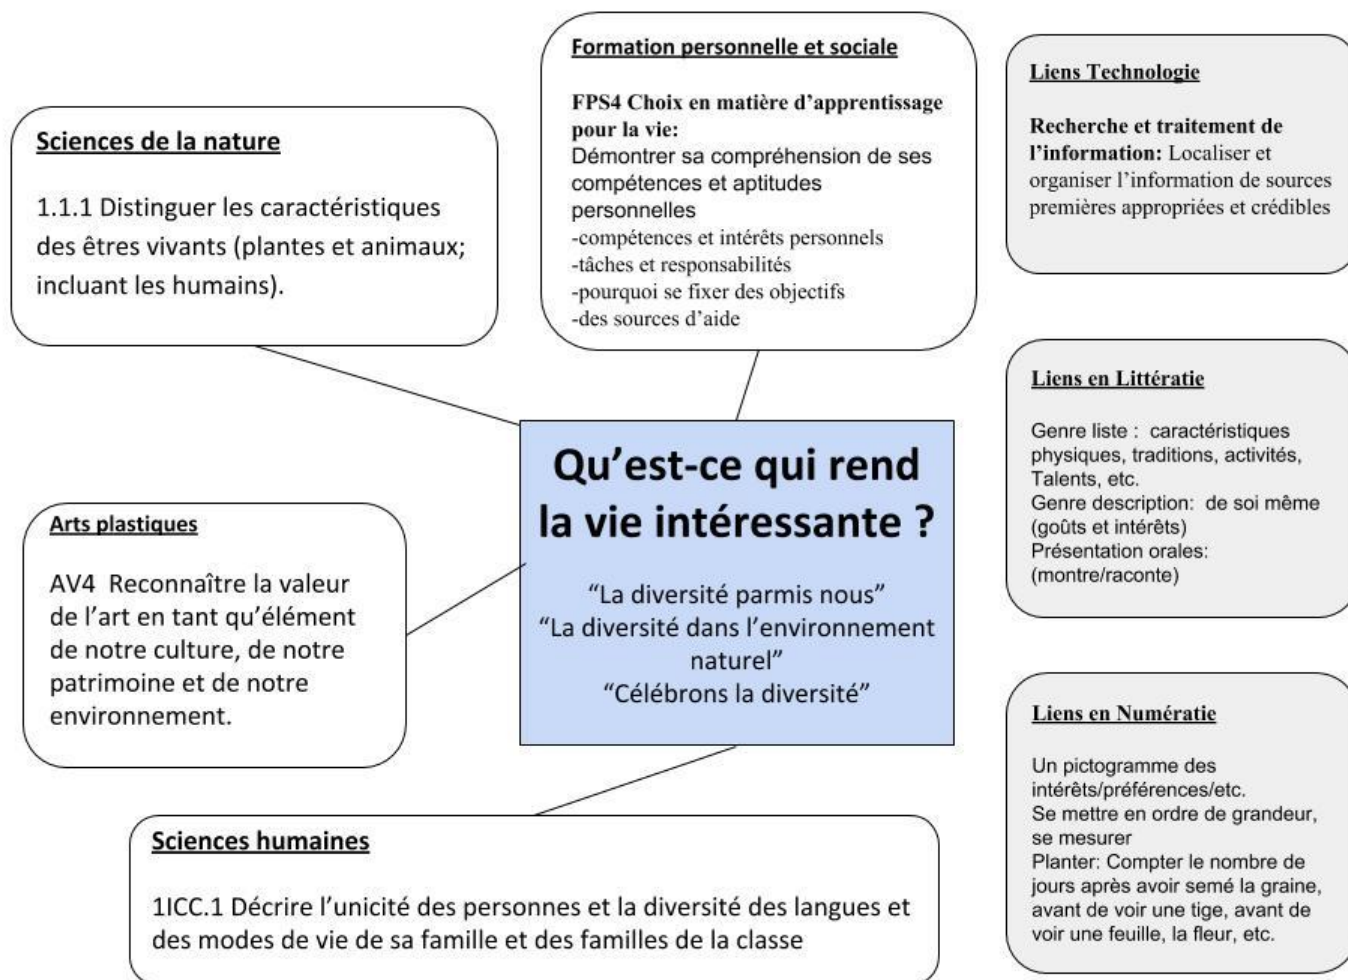 Formation personnelle et sociale
FPS4 Choix en matière d’apprentissage
pour la vie:
Démontrer sa compréhension de ses
compétences et aptitudes
personnelles
-compétences et intérêts personnels
-tâches et responsabilités
-pourquoi se fixer des objectifs
-des sources d’aide
Liens Technologie
Recherche et traitement de
l’information: Localiser et
organiser l’information de sources
premières appropriées et crédibles
Sciences de la nature
1.1.1 Distinguer les caractéristiques
des êtres vivants (plantes et animaux;
incluant les humains).
Liens en Littératie
Genre liste : caractéristiques
physiques, traditions, activités,
Talents, etc.
Genre description: de soi même
(goûts et intérêts)
Présentation orales:
(montre/raconte)
Qu’est-ce qui rend
la vie intéressante ?
“La diversité parmis nous”
“La diversité dans l’environnement
naturel”
“Célébrons la diversité”
Arts plastiques
AV4 Reconnaître la valeur
de l’art en tant qu’élément
de notre culture, de notre
patrimoine et de notre
environnement.
Liens en Numératie
Un pictogramme des
intérêts/préférences/etc.
Se mettre en ordre de grandeur,
se mesurer
Planter: Compter le nombre de
jours après avoir semé la graine,
avant de voir une tige, avant de
voir une feuille, la fleur, etc.
Sciences humaines
1ICC.1 Décrire l’unicité des personnes et la diversité des langues et
des modes de vie de sa famille et des familles de la classe